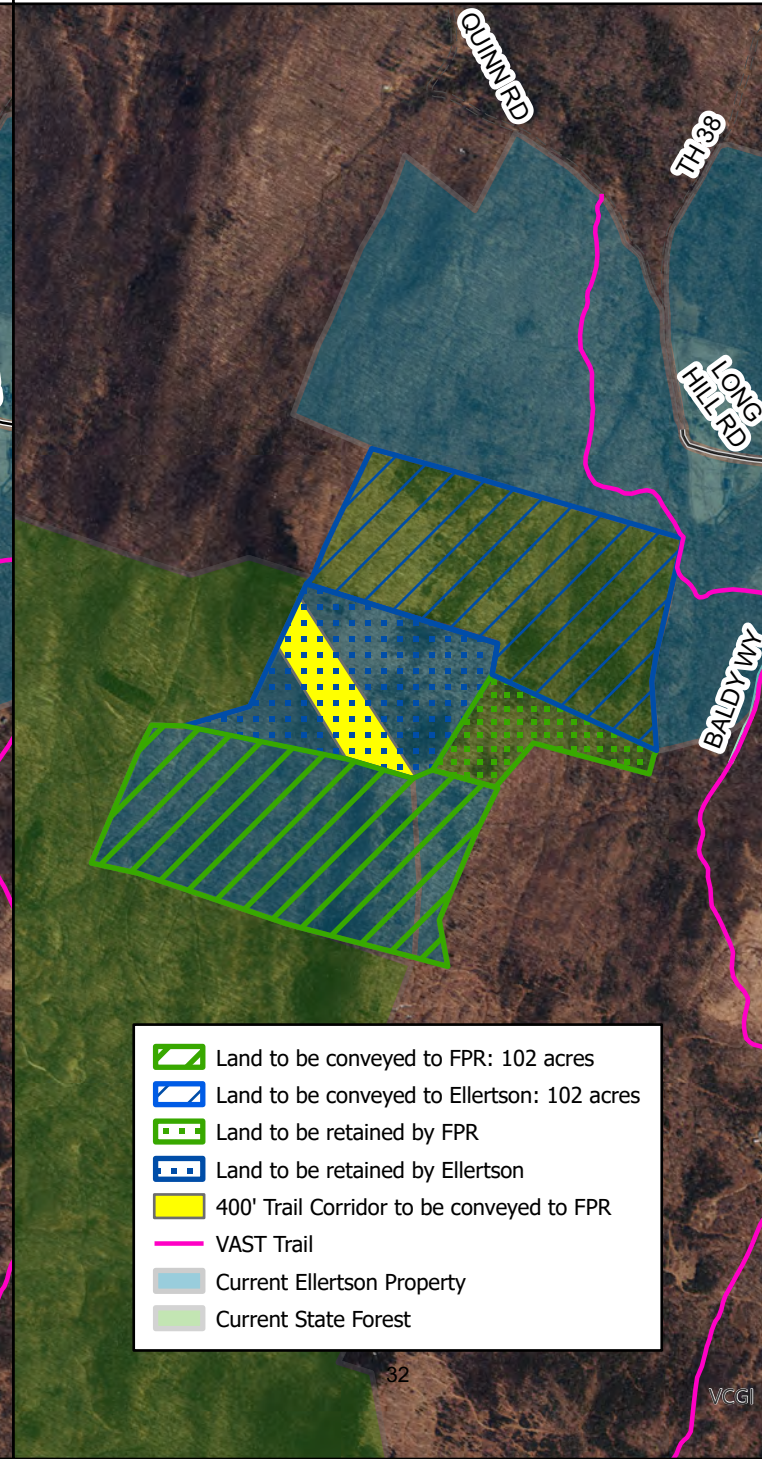 QUINN RD
TH 38
LONG
HILL RD
BALDY WY
Land to be conveyed to FPR: 102 acres
Land to be conveyed to Ellertson: 102 acres
Land to be retained by FPR
Land to be retained by Ellertson
400' Trail Corridor to be conveyed to FPR
VAST Trail
Current Ellertson Property
Current State Forest
32
VCGI